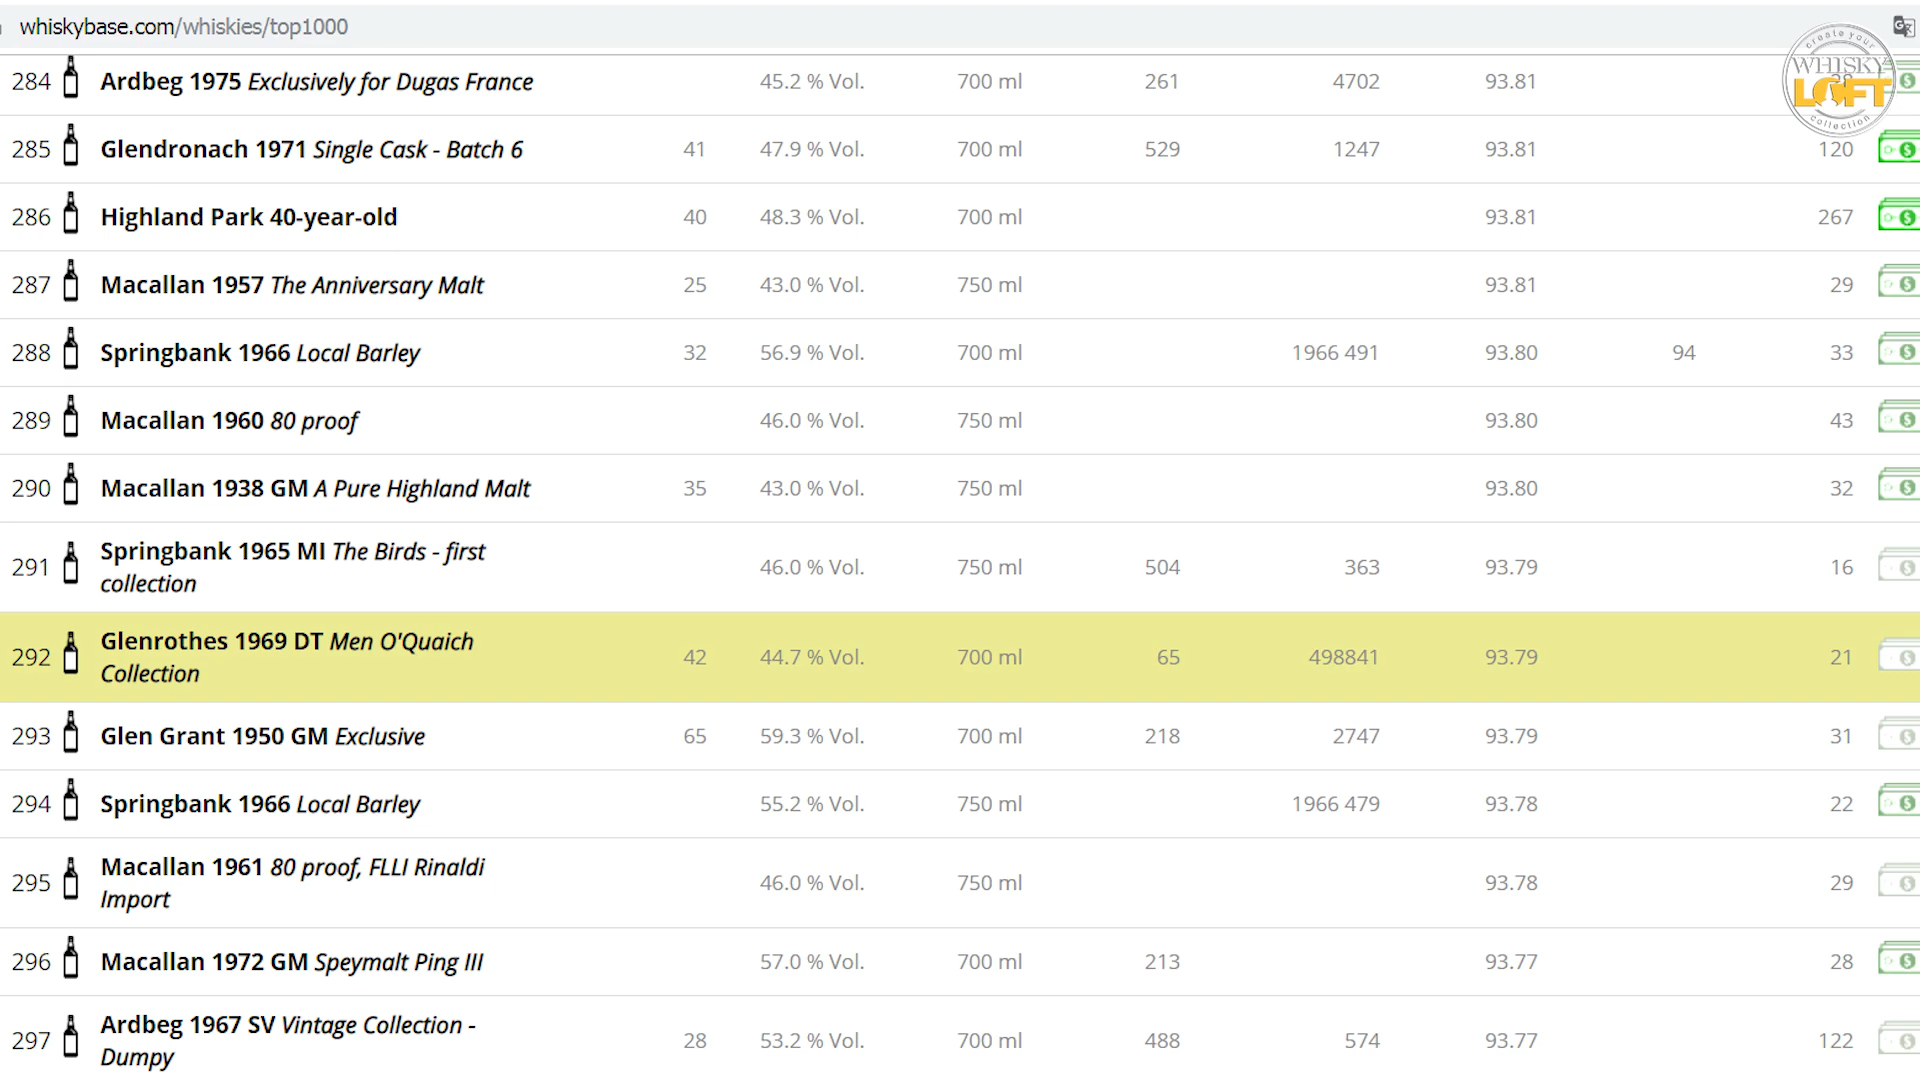 whiskybase.com/whiskies/top1000
create your
WHISKY
LOFT
collection
284 Ardbeg 1975 Exclusively for Dugas France 45.2 % Vol. 700 ml 261 4702 93.81
285 Glendronach 1971 Single Cask - Batch 6 41 47.9 % Vol. 700 ml 529 1247 93.81 120
286 Highland Park 40-year-old 40 48.3 % Vol. 700 ml 93.81 267
287 Macallan 1957 The Anniversary Malt 25 43.0 % Vol. 750 ml 93.81 29
288 Springbank 1966 Local Barley 32 56.9 % Vol. 700 ml 1966 491 93.80 94 33
289 Macallan 1960 80 proof 46.0 % Vol. 750 ml 93.80 43
290 Macallan 1938 GM A Pure Highland Malt 35 43.0 % Vol. 750 ml 93.80 32
291 Springbank 1965 MI The Birds - first
collection 46.0 % Vol. 750 ml 504 363 93.79 16
292 Glenrothes 1969 DT Men O'Quaich
Collection 42 44.7 % Vol. 700 ml 65 498841 93.79 21
293 Glen Grant 1950 GM Exclusive 65 59.3 % Vol. 700 ml 218 2747 93.79 31
294 Springbank 1966 Local Barley 55.2 % Vol. 750 ml 1966 479 93.78 22
295 Macallan 1961 80 proof, FLLI Rinaldi
Import 46.0 % Vol. 750 ml 93.78 29
296 Macallan 1972 GM Speymalt Ping III 57.0 % Vol. 700 ml 213 93.77 28
297 Ardbeg 1967 SV Vintage Collection -
Dumpy 28 53.2 % Vol. 700 ml 488 574 93.77 122